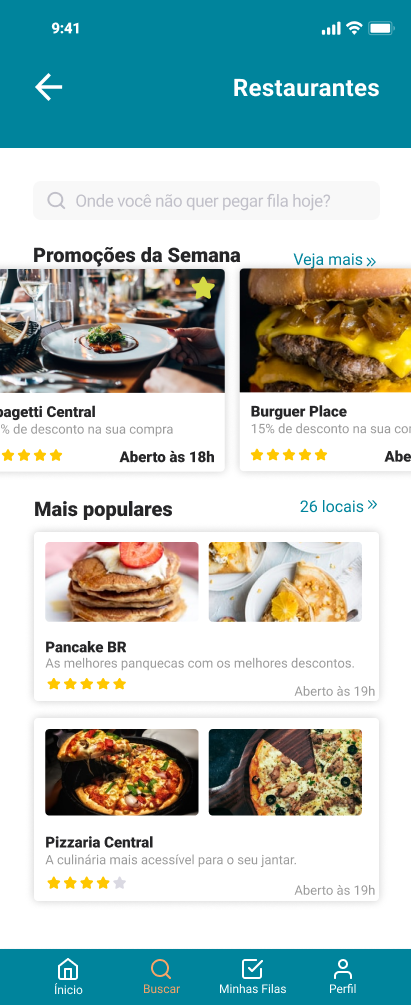 9:41
Restaurantes
Onde você não quer pegar fila hoje?
Promoções da Semana
Veja mais »
pagetti Central
% de desconto na sua compra
Aberto às 18h
Burguer Place
15% de desconto na sua co
Abe
Mais populares
26 locais »
Pancake BR
As melhores panquecas com os melhores descontos.
Aberto às 19h
Pizzaria Central
A culinária mais acessível para o seu jantar.
Aberto às 19h
Ínicio
Buscar
Minhas Filas
Perfil